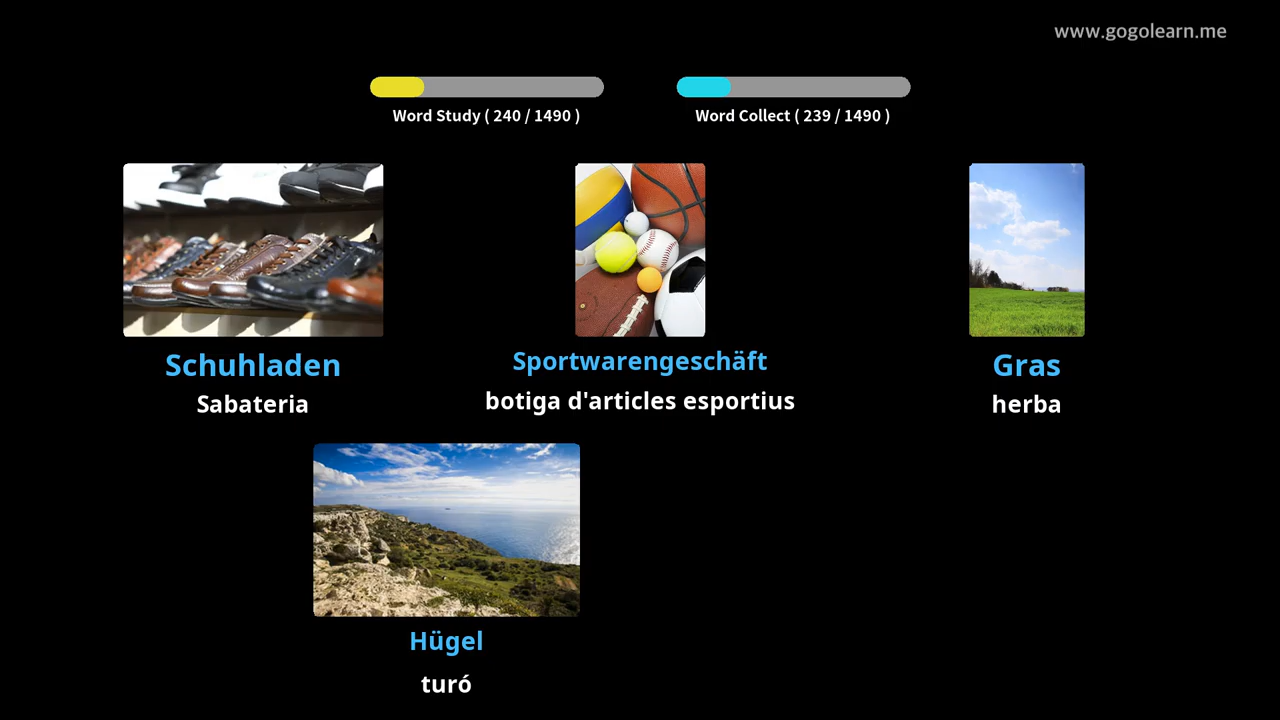 www.gogolearn.me
Word Study ( 240 / 1490 )
Word Collect ( 239 / 1490 )
Schuhladen
Sabateria
Sportwarengeschäft
botiga d'articles esportius
Gras
herba
Hügel
turó